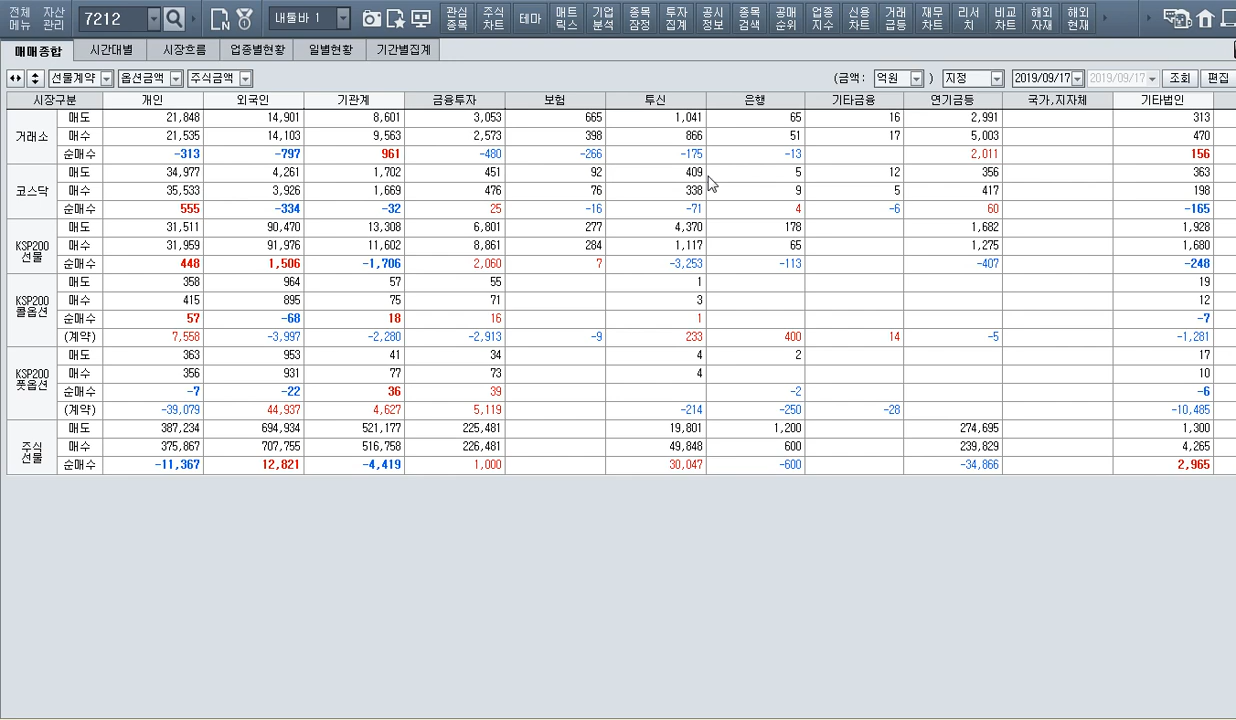 전체 자산 7212 내툴바 1 관심 주식 테마 매트 기업 종목 투자 공시 종목 공매 업종 신용 거래 재무 리서 비교 해외 해외
메뉴 관리 종목 차트 릭스 분석 잠정 집계 정보 검색 순위 지수 차트 급등 차트 치 차트 자재 현재
매매종합 시간대별 시장흐름 업종별현황 일별현황 기간별집계
선물계약 옵션금액 주식금액 (금액: 억원 ) 지정 2019/09/17 2019/09/17 조회 편집
시장구분 개인 외국인 기관계 금융투자 보험 투신 은행 기타금융 연기금등 국가,지자체 기타법인
거래소 매도 21,848 14,901 8,601 3,053 665 1,041 65 16 2,991 313
매수 21,535 14,103 9,563 2,573 398 866 51 17 5,003 470
순매수 -313 -797 961 -480 -266 -175 -13 2,011 156
코스닥 매도 34,977 4,261 1,702 451 92 409 5 12 356 363
매수 35,533 3,926 1,669 476 76 338 9 5 417 198
순매수 555 -334 -32 25 -16 -71 4 -6 60 -165
KSP200 선물 매도 31,511 90,470 13,308 6,801 277 4,370 178 1,682 1,928
매수 31,959 91,976 11,602 8,861 284 1,117 65 1,275 1,680
순매수 448 1,506 -1,706 2,060 7 -3,253 -113 -407 -248
KSP200 콜옵션 매도 358 964 57 55 1 19
매수 415 895 75 71 3 12
순매수 57 -68 18 16 1 -7
(계약) 7,558 -3,997 -2,280 -2,913 -9 233 400 14 -5 -1,281
KSP200 풋옵션 매도 363 953 41 34 4 2 17
매수 356 931 77 73 4 10
순매수 -7 -22 36 39 -2 -6
(계약) -39,079 44,937 4,627 5,119 -214 -250 -28 -10,485
주식 선물 매도 387,234 694,934 521,177 225,481 19,801 1,200 274,695 1,300
매수 375,867 707,755 516,758 226,481 49,848 600 239,829 4,265
순매수 -11,367 12,821 -4,419 1,000 30,047 -600 -34,866 2,965